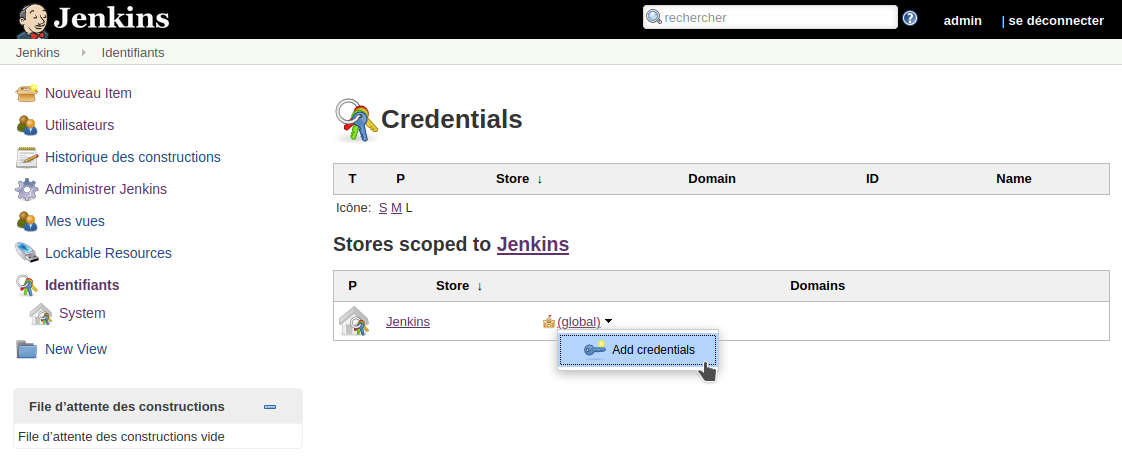 Jenkins
rechercher
admin
| se déconnecter
Jenkins
Identifiants
Nouveau Item
Utilisateurs
Historique des constructions
Administrer Jenkins
Mes vues
Lockable Resources
Identifiants
System
New View
File d'attente des constructions
File d'attente des constructions vide
Credentials
T P Store ↓ Domain ID Name
Icône: S M L
Stores scoped to Jenkins
P Store ↓ Domains
Jenkins (global)
Add credentials